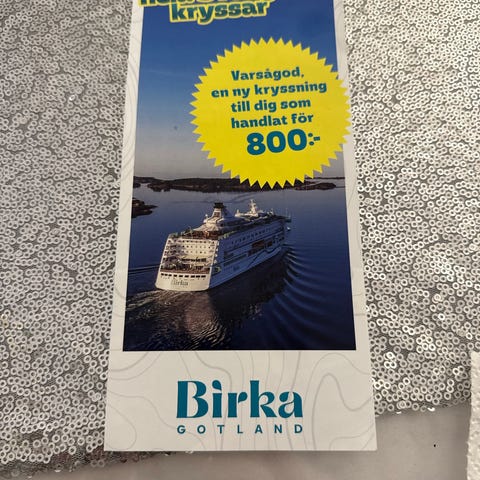 kryssar
Varsågod,
en ny kryssning
till dig som
handlat för
800:-
Birka
Birka
GOTLAND